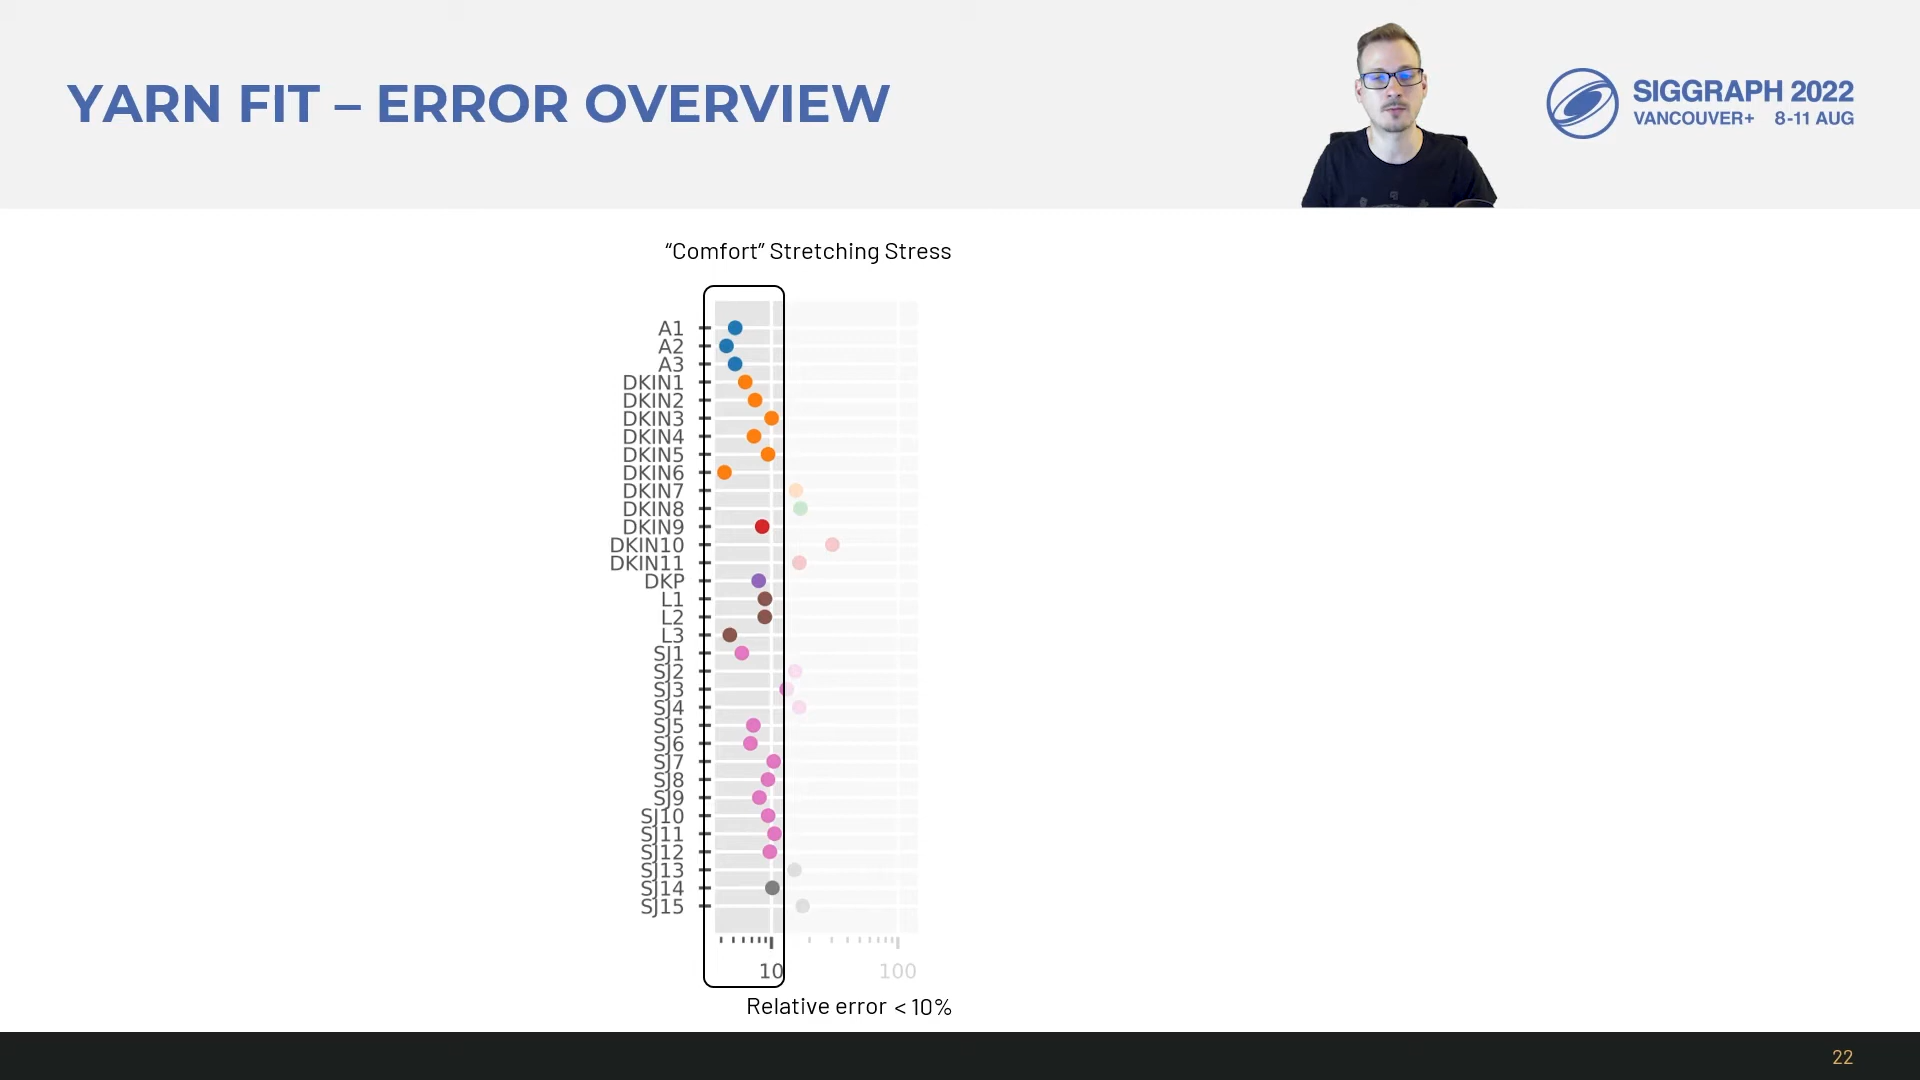 YARN FIT – ERROR OVERVIEW
SIGGRAPH 2022
VANCOUVER+ 8-11 AUG
“Comfort” Stretching Stress
A1
A2
A3
DKIN1
DKIN2
DKIN3
DKIN4
DKIN5
DKIN6
DKIN7
DKIN8
DKIN9
DKIN10
DKIN11
DKP
L1
L2
L3
SJ1
SJ2
SJ3
SJ4
SJ5
SJ6
SJ7
SJ8
SJ9
SJ10
SJ11
SJ12
SJ13
SJ14
SJ15
10 100
Relative error < 10%
22